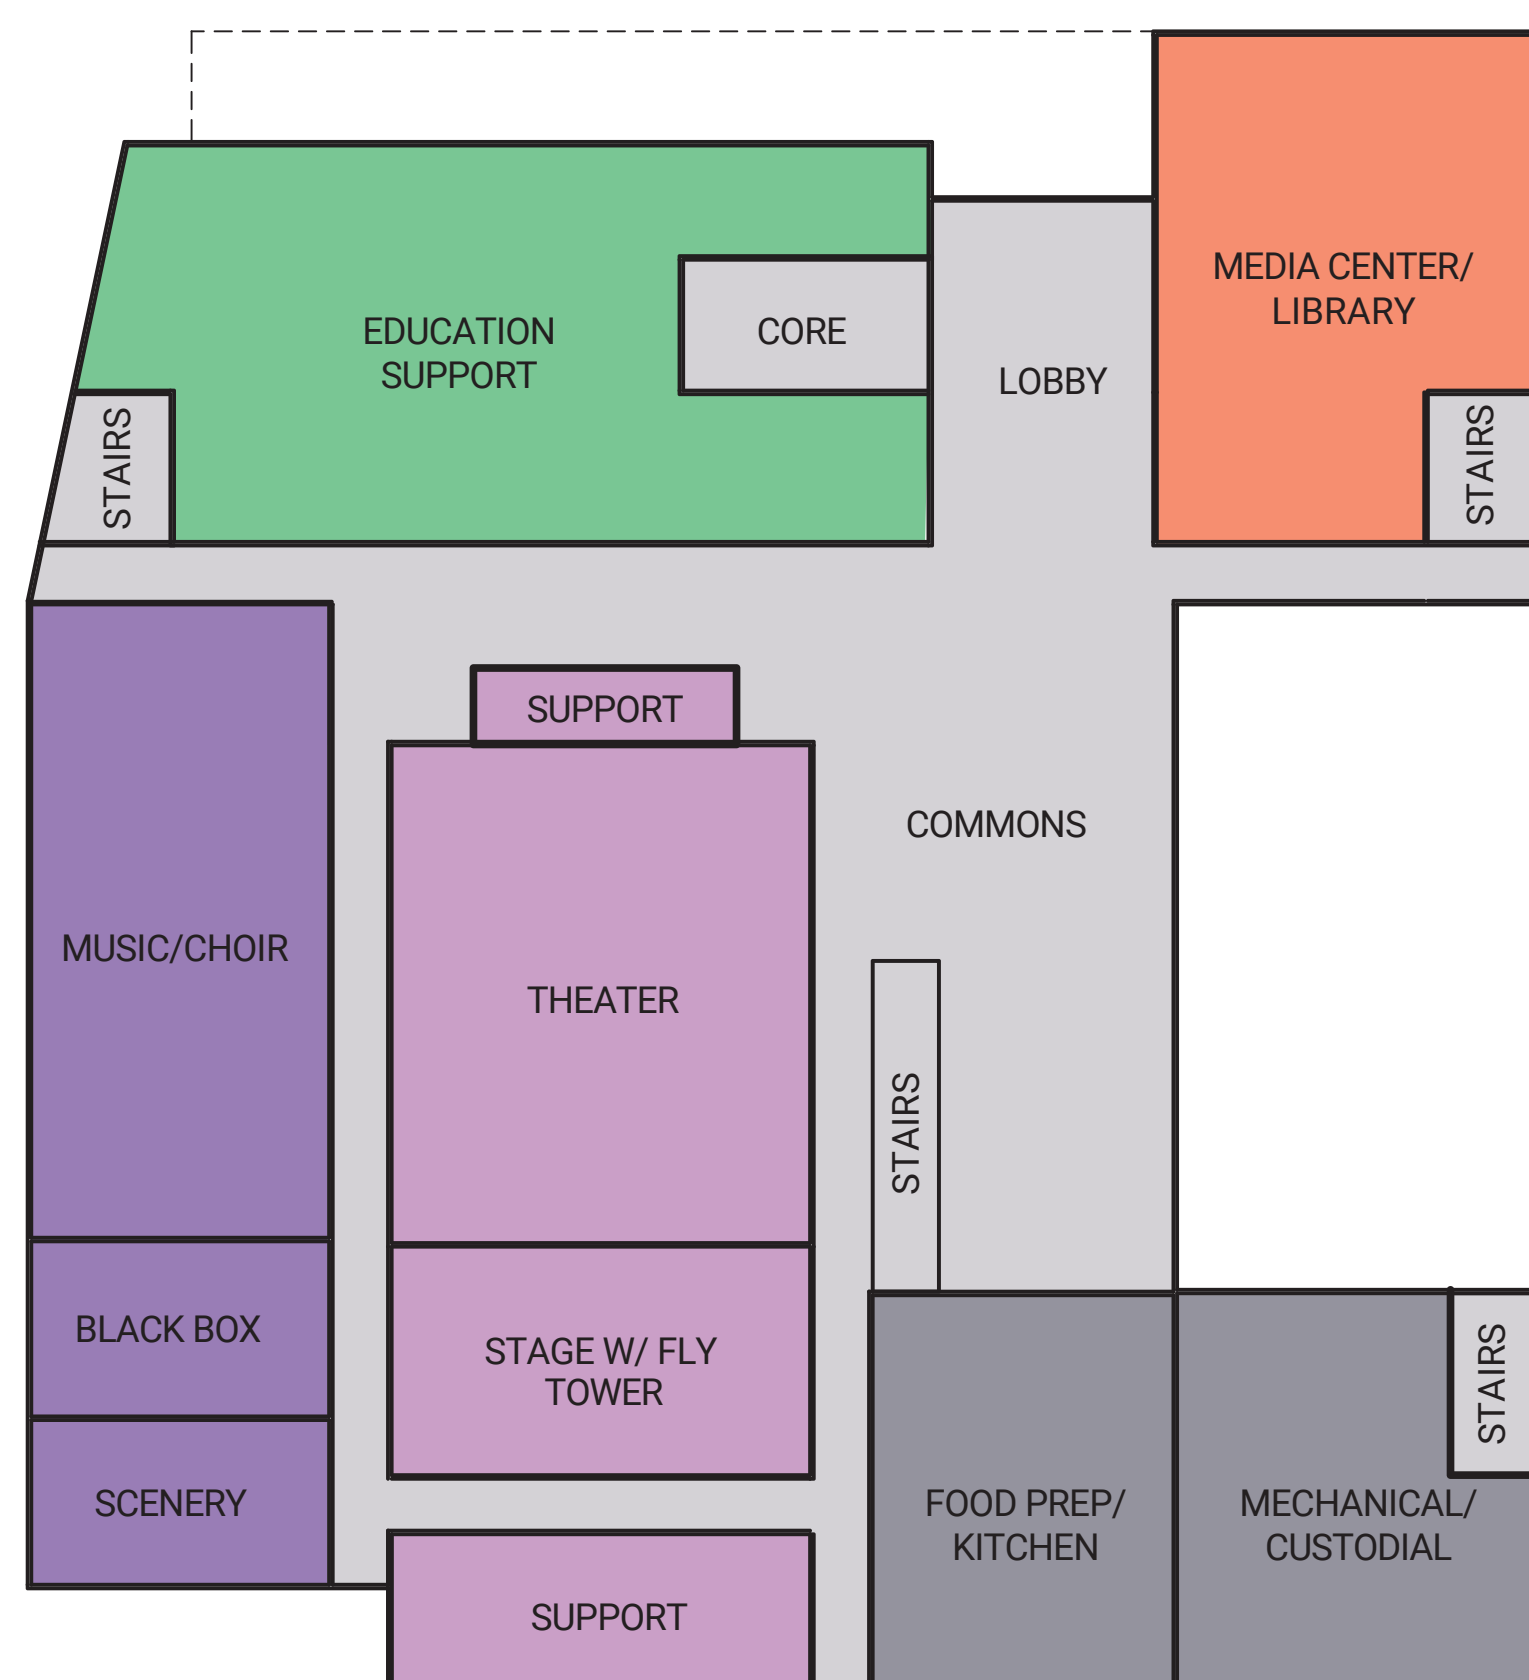 MEDIA CENTER/
LIBRARY
EDUCATION
SUPPORT
CORE
LOBBY
STAIRS
STAIRS
SUPPORT
COMMONS
MUSIC/CHOIR
THEATER
STAIRS
BLACK BOX
STAGE W/ FLY
TOWER
STAIRS
SCENERY
FOOD PREP/
KITCHEN
MECHANICAL/
CUSTODIAL
SUPPORT